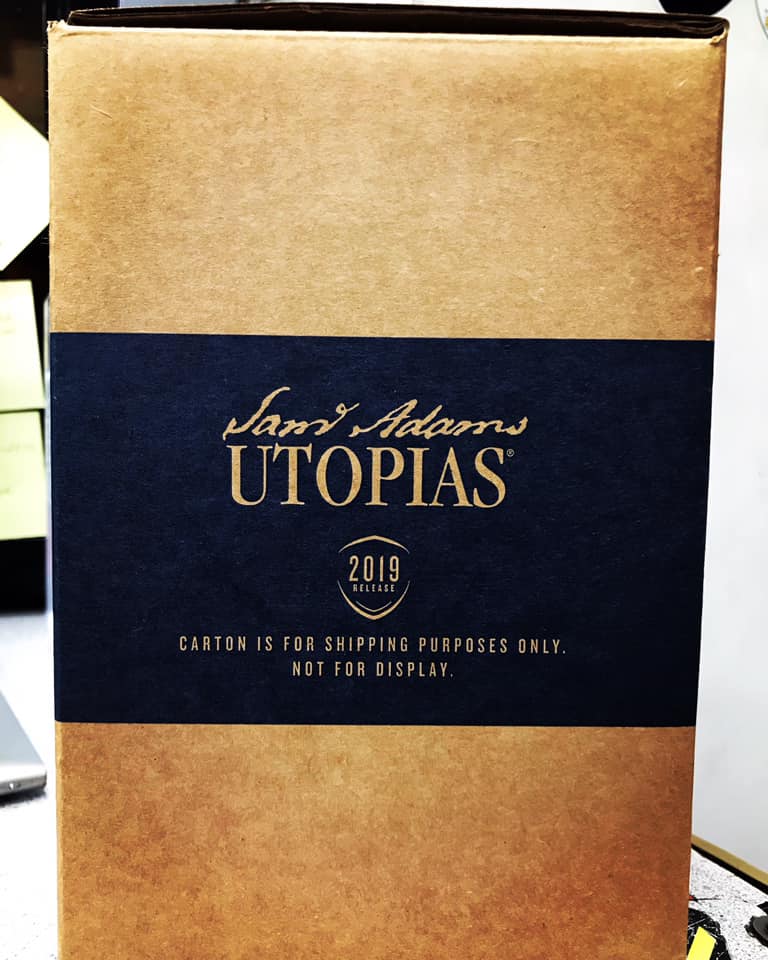 Sam'l Adams
UTOPIAS®
2019
RELEASE
CARTON IS FOR SHIPPING PURPOSES ONLY.
NOT FOR DISPLAY.